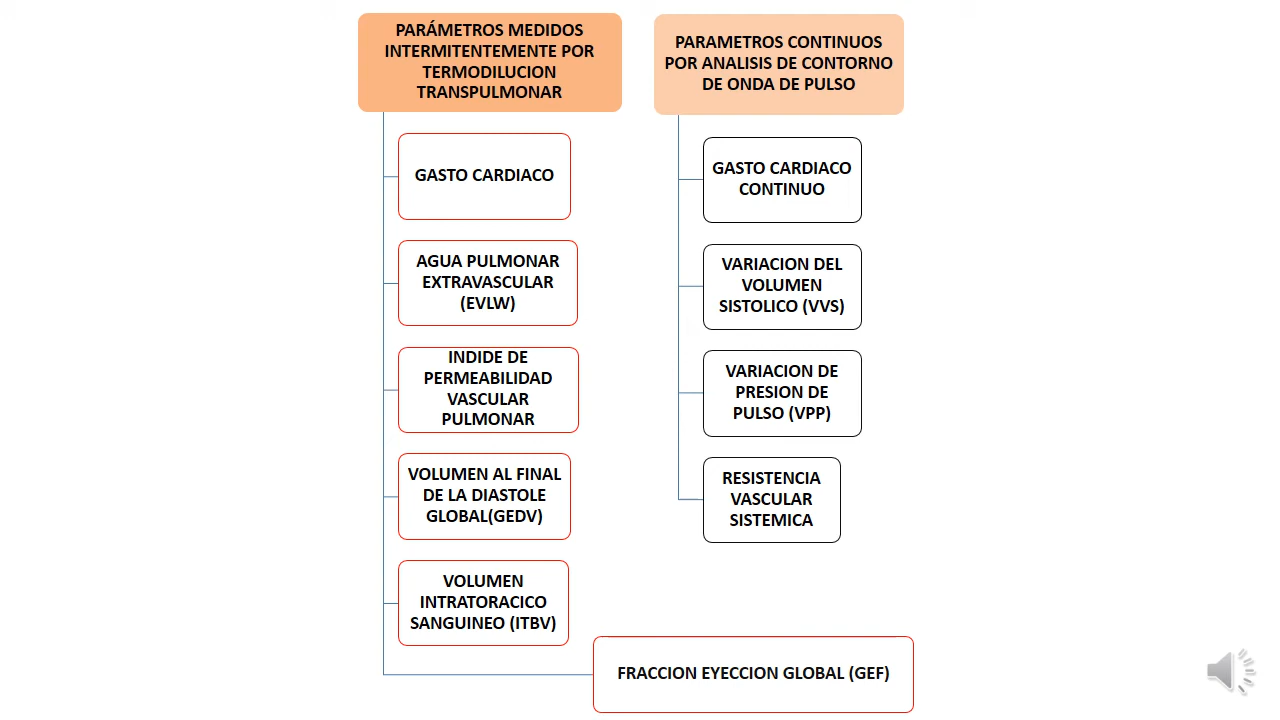 PARÁMETROS MEDIDOS
INTERMITENTEMENTE POR
TERMODILUCION
TRANSPULMONAR
GASTO CARDIACO
AGUA PULMONAR
EXTRAVASCULAR
(EVLW)
INDIDE DE
PERMEABILIDAD
VASCULAR
PULMONAR
VOLUMEN AL FINAL
DE LA DIASTOLE
GLOBAL(GEDV)
VOLUMEN
INTRATORACICO
SANGUINEO (ITBV)
FRACCION EYECCION GLOBAL (GEF)
PARAMETROS CONTINUOS
POR ANALISIS DE CONTORNO
DE ONDA DE PULSO
GASTO CARDIACO
CONTINUO
VARIACION DEL
VOLUMEN
SISTOLICO (VVS)
VARIACION DE
PRESION DE
PULSO (VPP)
RESISTENCIA
VASCULAR
SISTEMICA